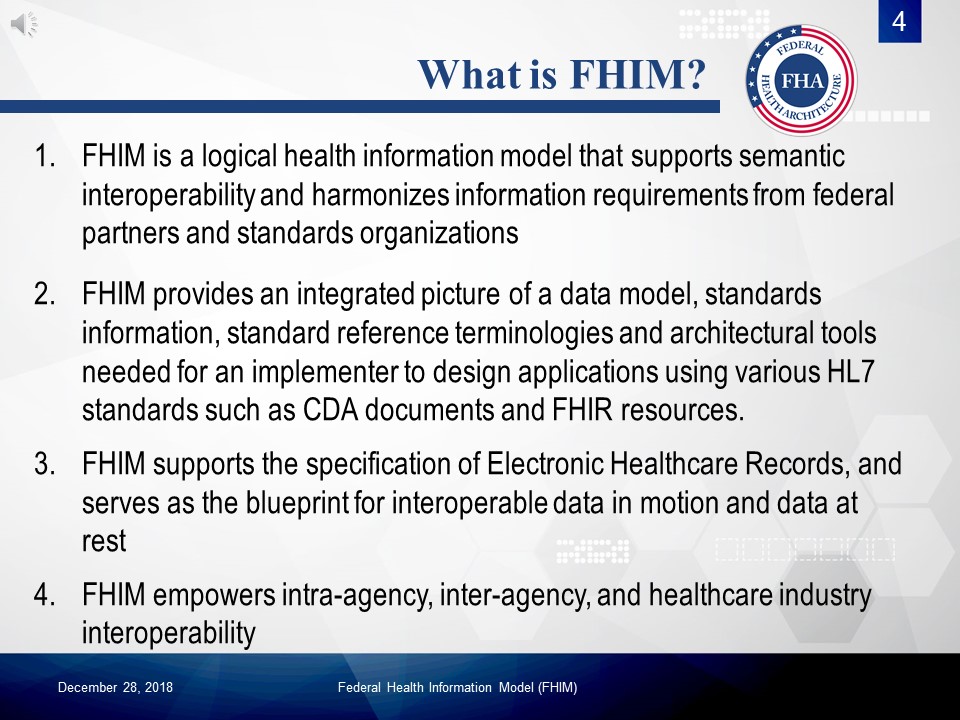 4
What is FHIM?
FEDERAL
FHA
HEALTH ARCHITECTURE
1. FHIM is a logical health information model that supports semantic
interoperability and harmonizes information requirements from federal
partners and standards organizations
2. FHIM provides an integrated picture of a data model, standards
information, standard reference terminologies and architectural tools
needed for an implementer to design applications using various HL7
standards such as CDA documents and FHIR resources.
3. FHIM supports the specification of Electronic Healthcare Records, and
serves as the blueprint for interoperable data in motion and data at
rest
4. FHIM empowers intra-agency, inter-agency, and healthcare industry
interoperability
December 28, 2018
Federal Health Information Model (FHIM)